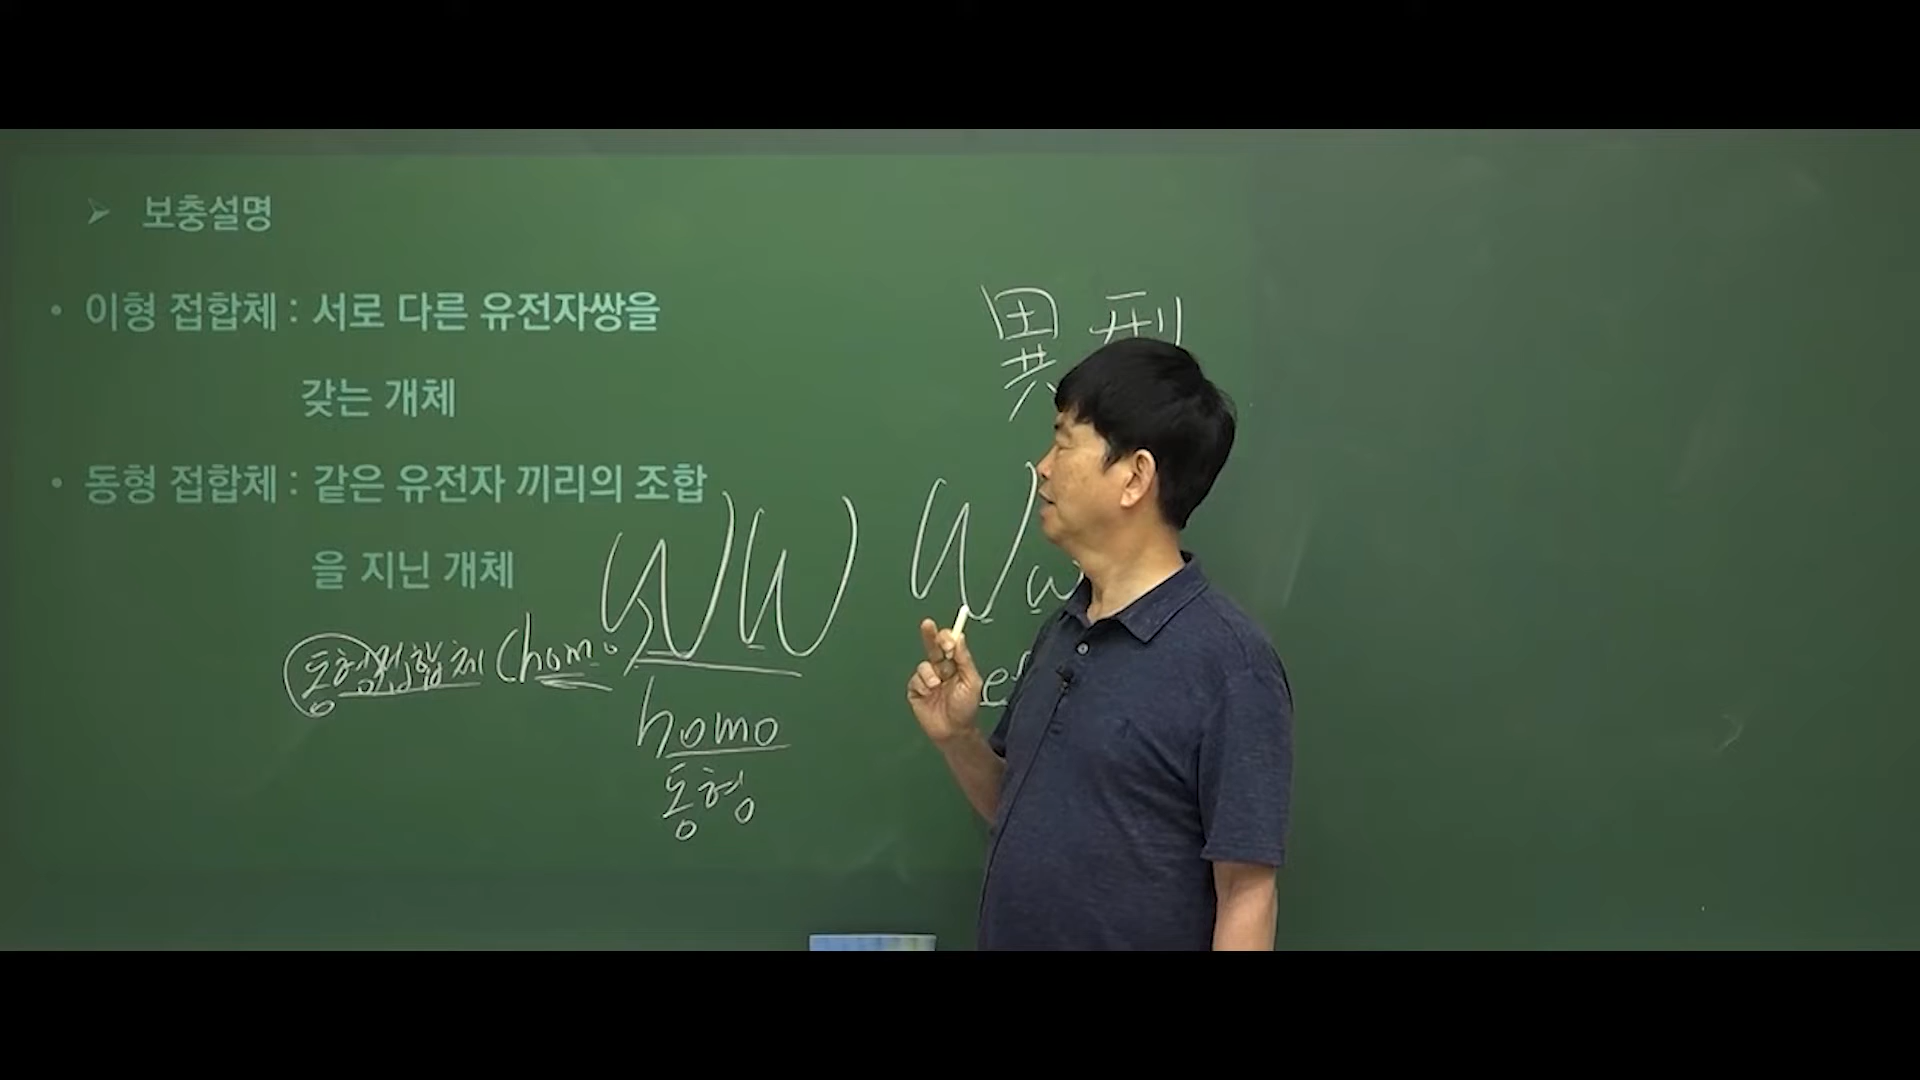 ➢ 보충설명
• 이형 접합체 : 서로 다른 유전자쌍을
갖는 개체
• 동형 접합체 : 같은 유전자 끼리의 조합
을 지닌 개체
異型
WW Ww
동형접합체 (homo)
homo
동형